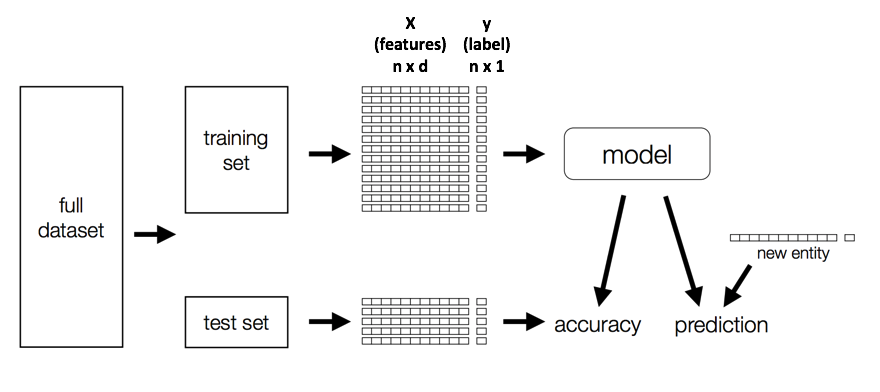 X
(features)
n x d
y
(label)
n x 1
full
dataset
training
set
model
new entity
test set
accuracy
prediction